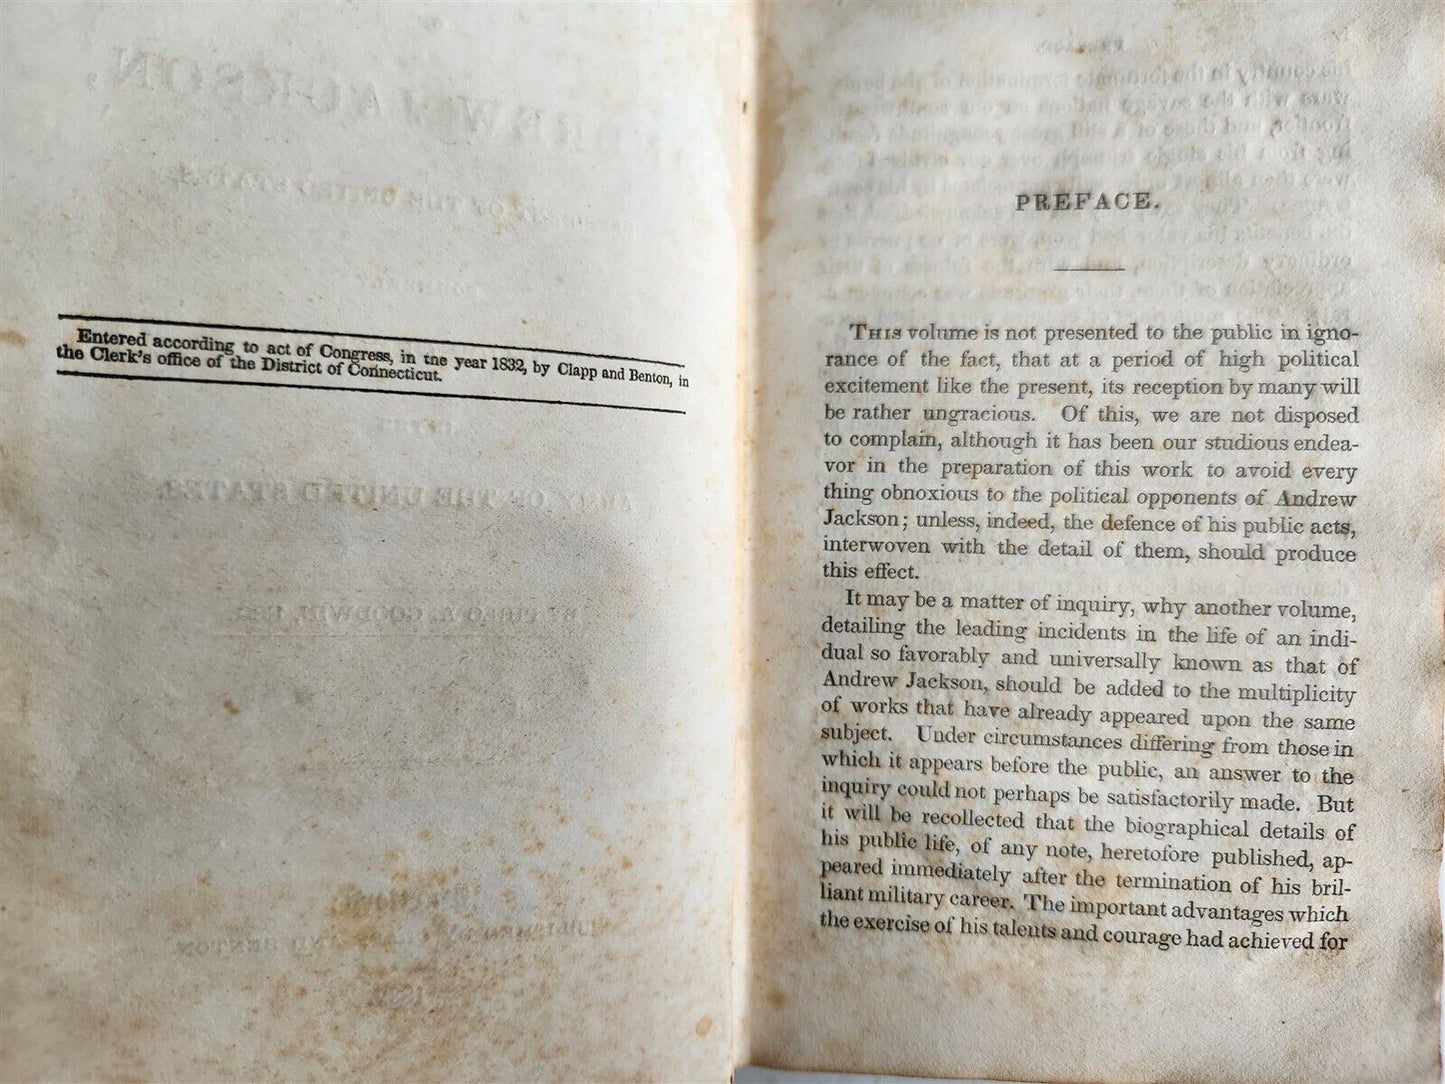 Entered according to act of Congress, in tne year 1832, by Clapp and Benton, in
the Clerk's office of the District of Connecticut.
PREFACE.
THIS volume is not presented to the public in igno-
rance of the fact, that at a period of high political
excitement like the present, its reception by many will
be rather ungracious. Of this, we are not disposed
to complain, although it has been our studious endea-
vor in the preparation of this work to avoid every
thing obnoxious to the political opponents of Andrew
Jackson; unless, indeed, the defence of his public acts,
interwoven with the detail of them, should produce
this effect.
It may be a matter of inquiry, why another volume,
detailing the leading incidents in the life of an indi-
dual so favorably and universally known as that of
Andrew Jackson, should be added to the multiplicity
of works that have already appeared upon the same
subject. Under circumstances differing from those in
which it appears before the public, an answer to the
inquiry could not perhaps be satisfactorily made. But
it will be recollected that the biographical details of
his public life, of any note, heretofore published, ap-
peared immediately after the termination of his bril-
liant military career. The important advantages which
the exercise of his talents and courage had achieved for